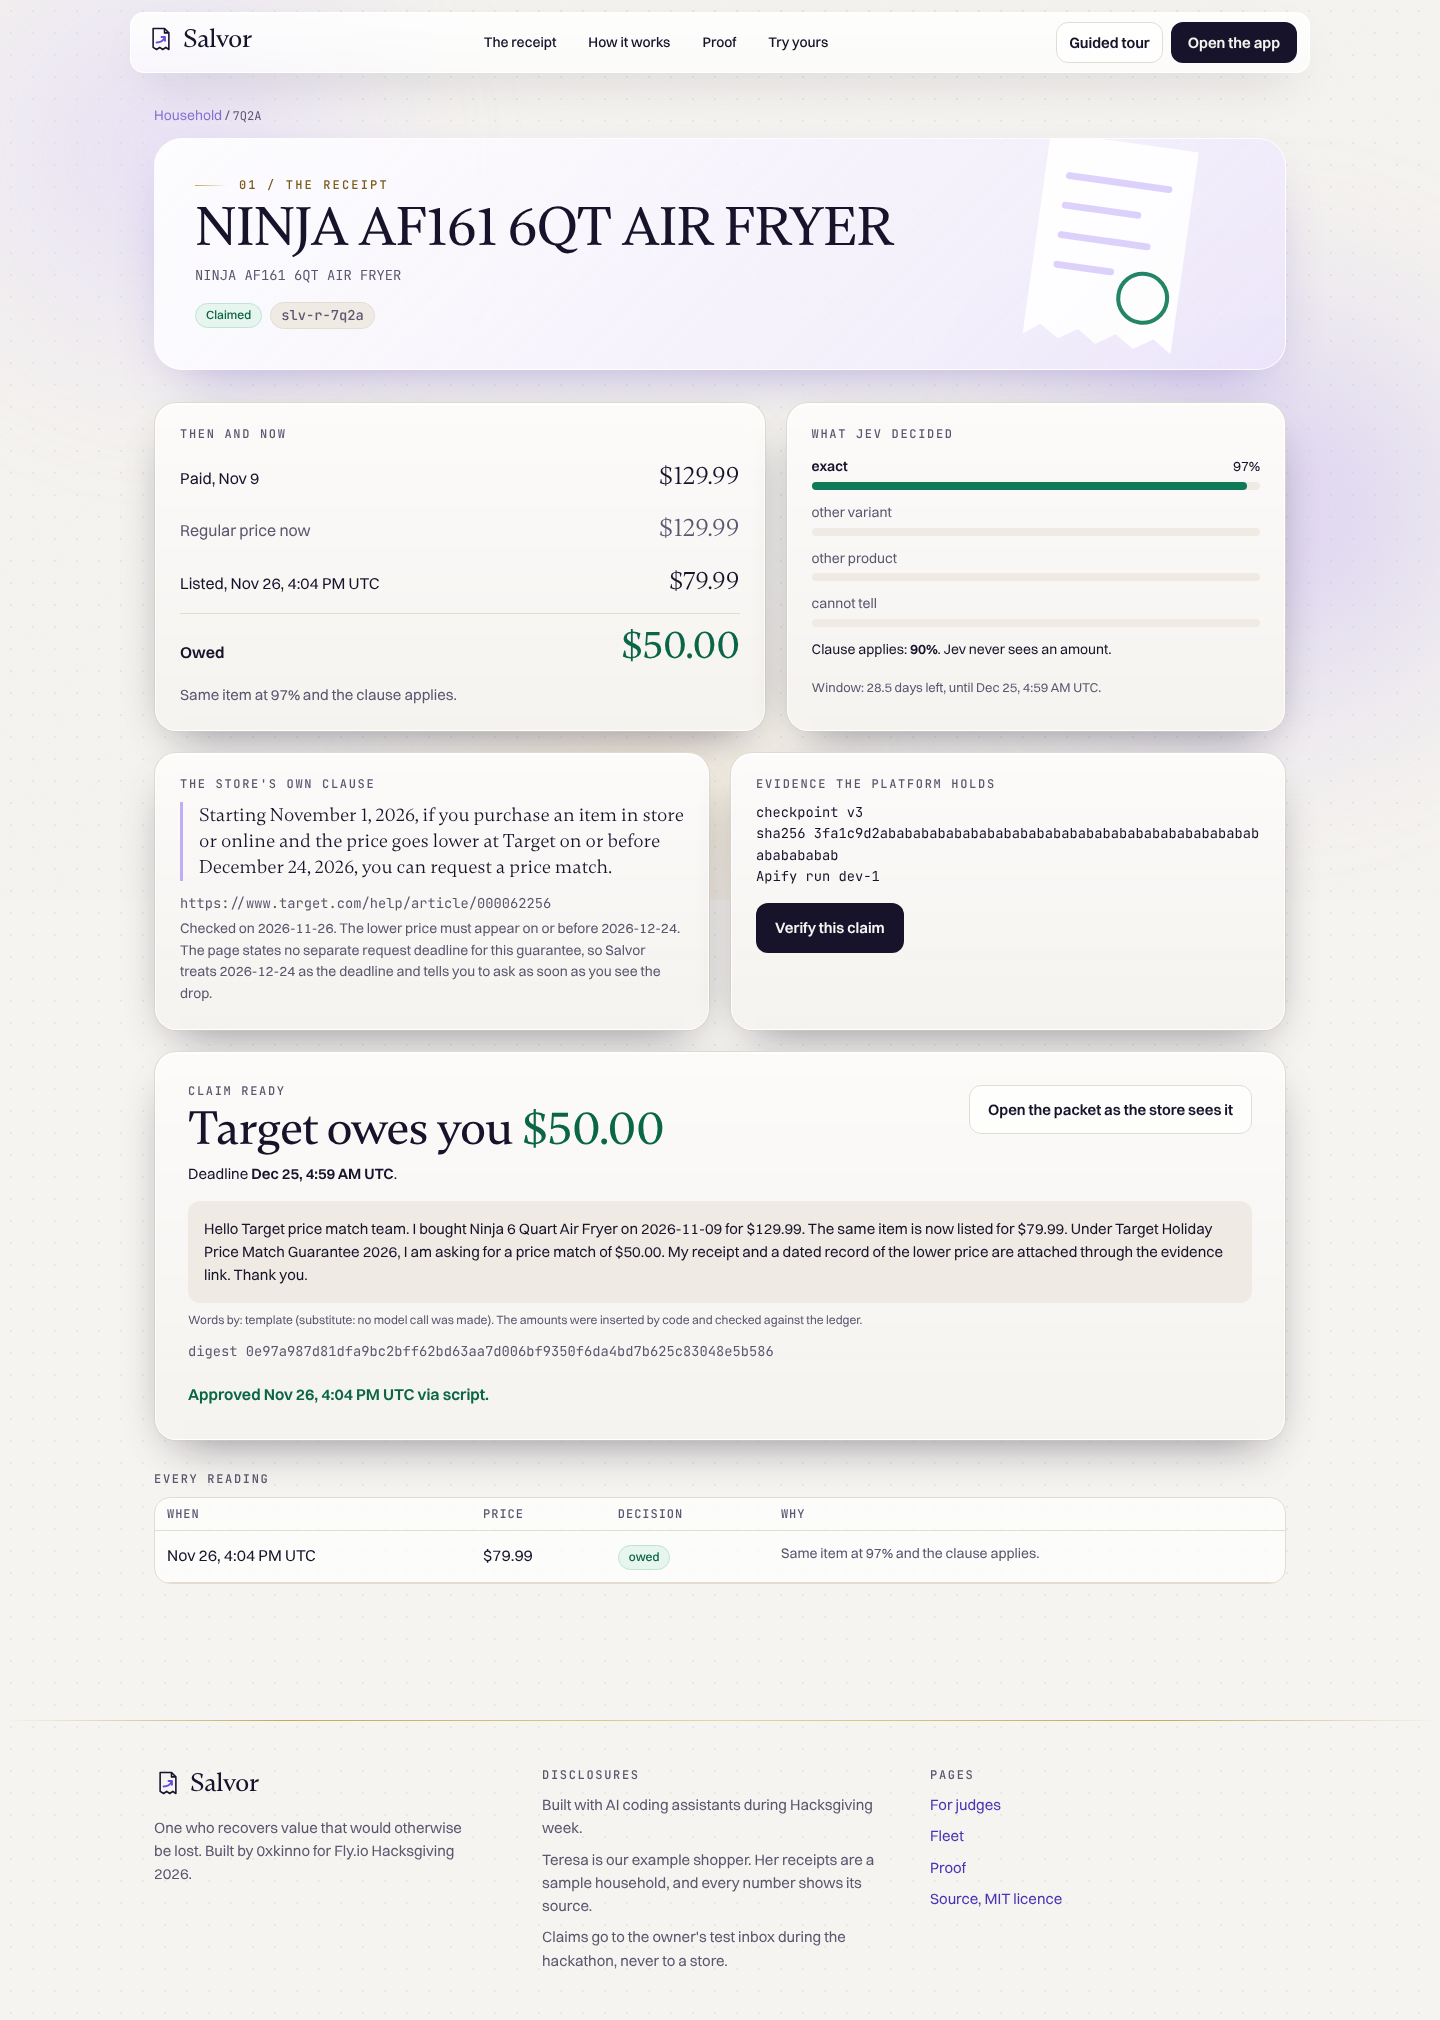 Salvor
The receipt
How it works
Proof
Try yours
Guided tour
Open the app
Household / 7Q2A
01 / THE RECEIPT
NINJA AF161 6QT AIR FRYER
NINJA AF161 6QT AIR FRYER
Claimed
slv-r-7q2a
THEN AND NOW
Paid, Nov 9 $129.99
Regular price now $129.99
Listed, Nov 26, 4:04 PM UTC $79.99
Owed $50.00
Same item at 97% and the clause applies.
WHAT JEV DECIDED
exact 97%
other variant
other product
cannot tell
Clause applies: 90%. Jev never sees an amount.
Window: 28.5 days left, until Dec 25, 4:59 AM UTC.
THE STORE'S OWN CLAUSE
Starting November 1, 2026, if you purchase an item in store
or online and the price goes lower at Target on or before
December 24, 2026, you can request a price match.
https://www.target.com/help/article/000062256
Checked on 2026-11-26. The lower price must appear on or before 2026-12-24.
The page states no separate request deadline for this guarantee, so Salvor
treats 2026-12-24 as the deadline and tells you to ask as soon as you see the
drop.
EVIDENCE THE PLATFORM HOLDS
checkpoint v3
sha256 3fa1c9d2abababababababababababababababababababababababab
ababababab
Apify run dev-1
Verify this claim
CLAIM READY
Target owes you $50.00
Open the packet as the store sees it
Deadline Dec 25, 4:59 AM UTC.
Hello Target price match team. I bought Ninja 6 Quart Air Fryer on 2026-11-09 for $129.99. The same item is now listed for $79.99. Under Target Holiday
Price Match Guarantee 2026, I am asking for a price match of $50.00. My receipt and a dated record of the lower price are attached through the evidence
link. Thank you.
Words by: template (substitute: no model call was made). The amounts were inserted by code and checked against the ledger.
digest 0e97a987d81dfa9bc2bff62bd63aa7d006bf9350f6da4bd7b625c83048e5b586
Approved Nov 26, 4:04 PM UTC via script.
EVERY READING
WHEN PRICE DECISION WHY
Nov 26, 4:04 PM UTC $79.99 owed Same item at 97% and the clause applies.
Salvor
One who recovers value that would otherwise
be lost. Built by 0xkinno for Fly.io Hacksgiving
2026.
DISCLOSURES
Built with AI coding assistants during Hacksgiving
week.
Teresa is our example shopper. Her receipts are a
sample household, and every number shows its
source.
Claims go to the owner's test inbox during the
hackathon, never to a store.
PAGES
For judges
Fleet
Proof
Source, MIT licence